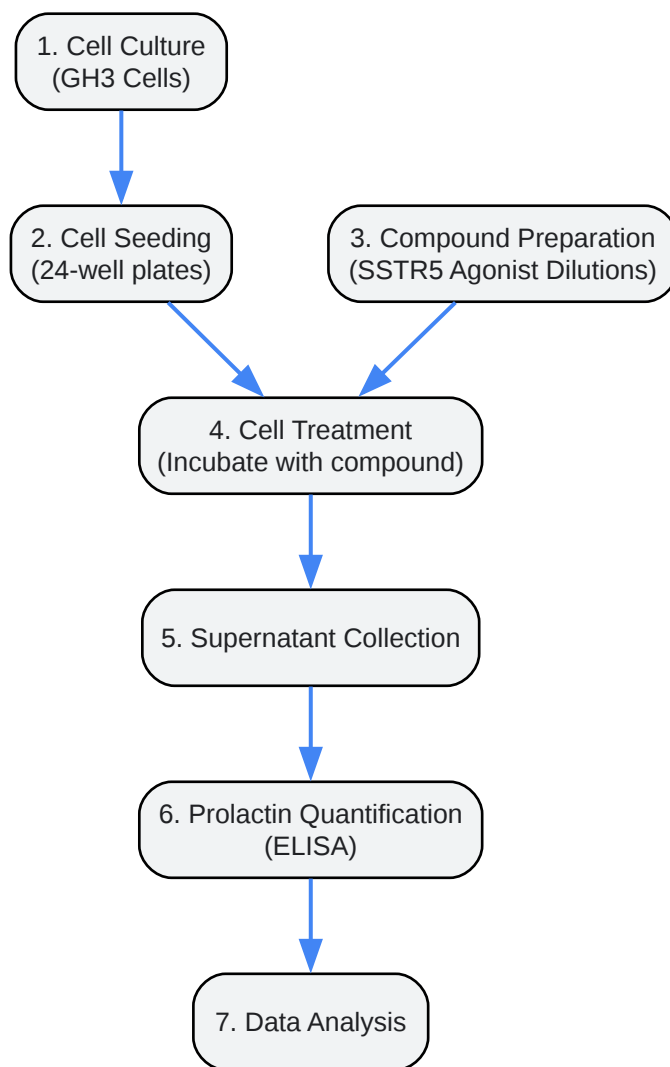 1. Cell Culture
(GH3 Cells)
2. Cell Seeding
(24-well plates)
3. Compound Preparation
(SSTR5 Agonist Dilutions)
4. Cell Treatment
(Incubate with compound)
5. Supernatant Collection
6. Prolactin Quantification
(ELISA)
7. Data Analysis